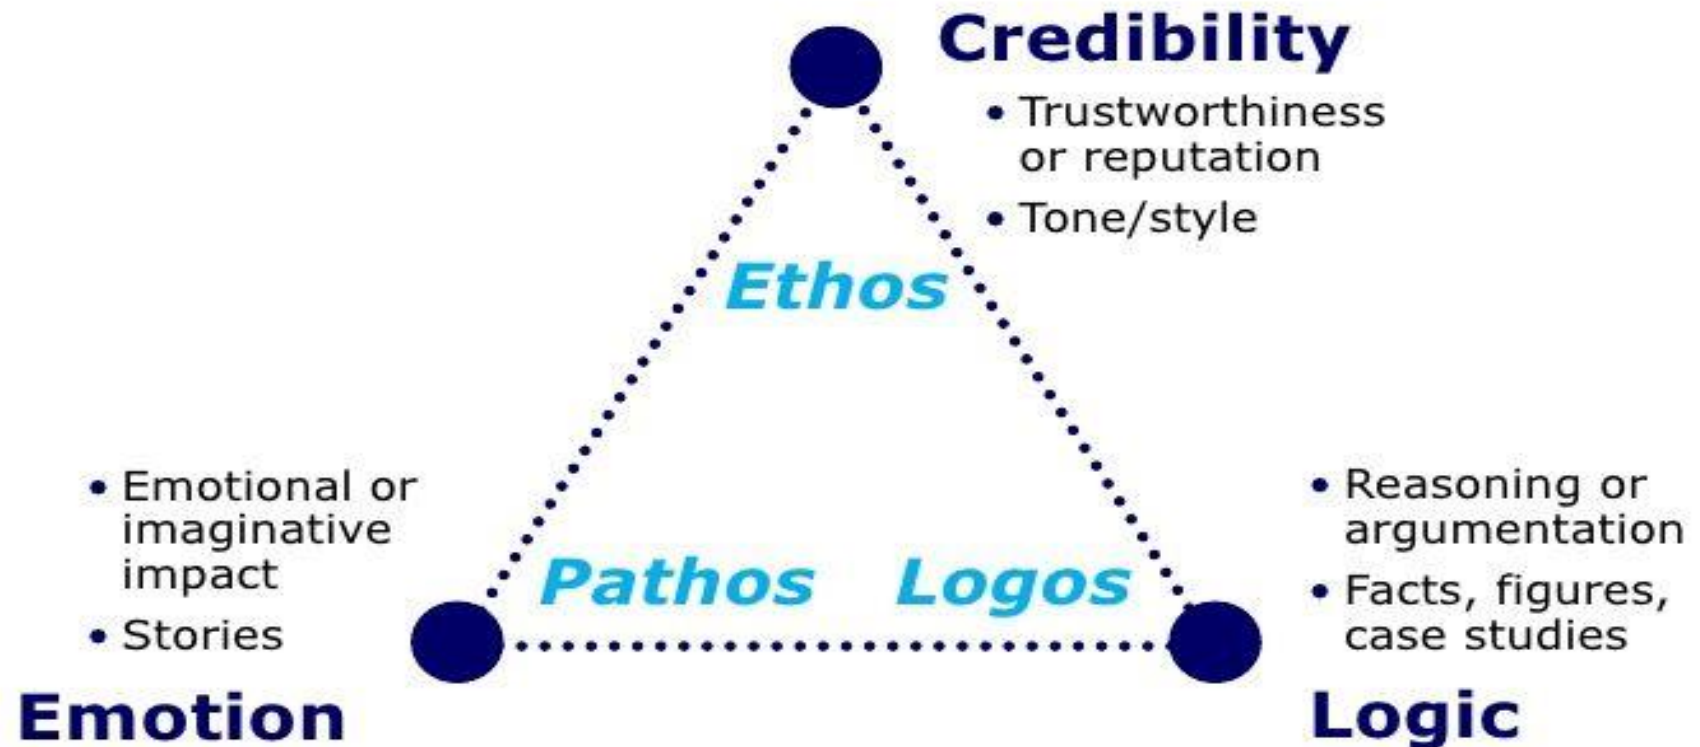 Credibility
• Trustworthiness
or reputation
• Tone/style
Ethos
• Emotional or
imaginative
impact
• Stories
Emotion
Pathos
Logos
• Reasoning or
argumentation
• Facts, figures,
case studies
Logic